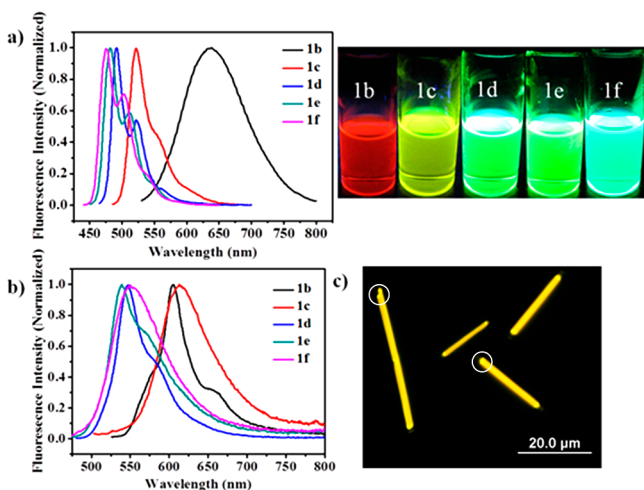 a)
Fluorescence Intensity (Normalized)
1.0
0.8
0.6
0.4
0.2
0.0
1b
1c
1d
1e
1f
450 500 550 600 650 700 750 800
Wavelength (nm)
1b 1c 1d 1e 1f
b)
Fluoresecence Intensity (Normalized)
1.0
0.8
0.6
0.4
0.2
0.0
1b
1c
1d
1e
1f
500 550 600 650 700 750 800
Wavelength (nm)
c)
20.0 μm